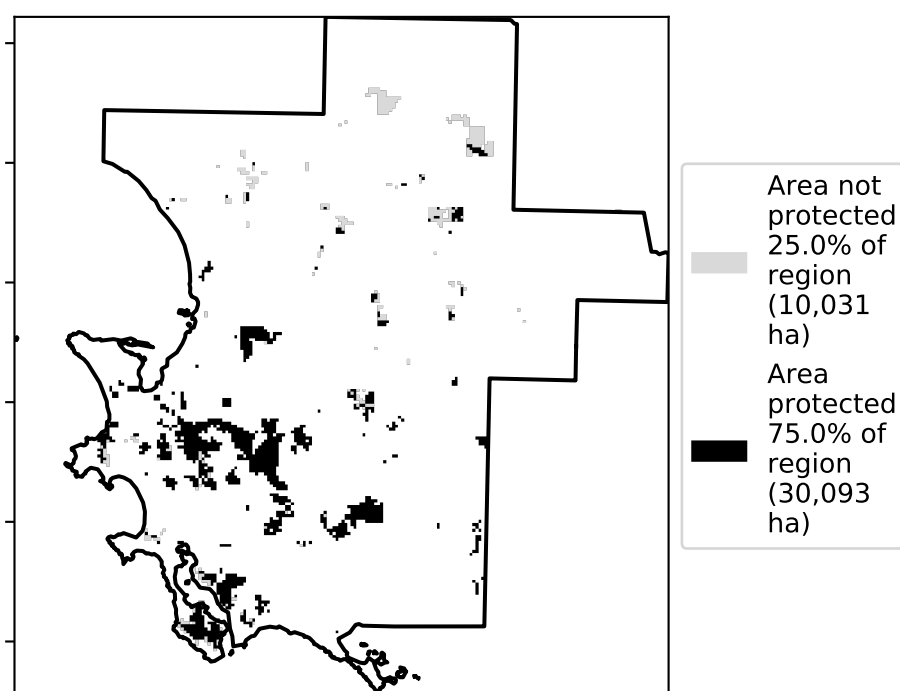 Area not
protected
25.0% of
region
(10,031
ha)
Area
protected
75.0% of
region
(30,093
ha)